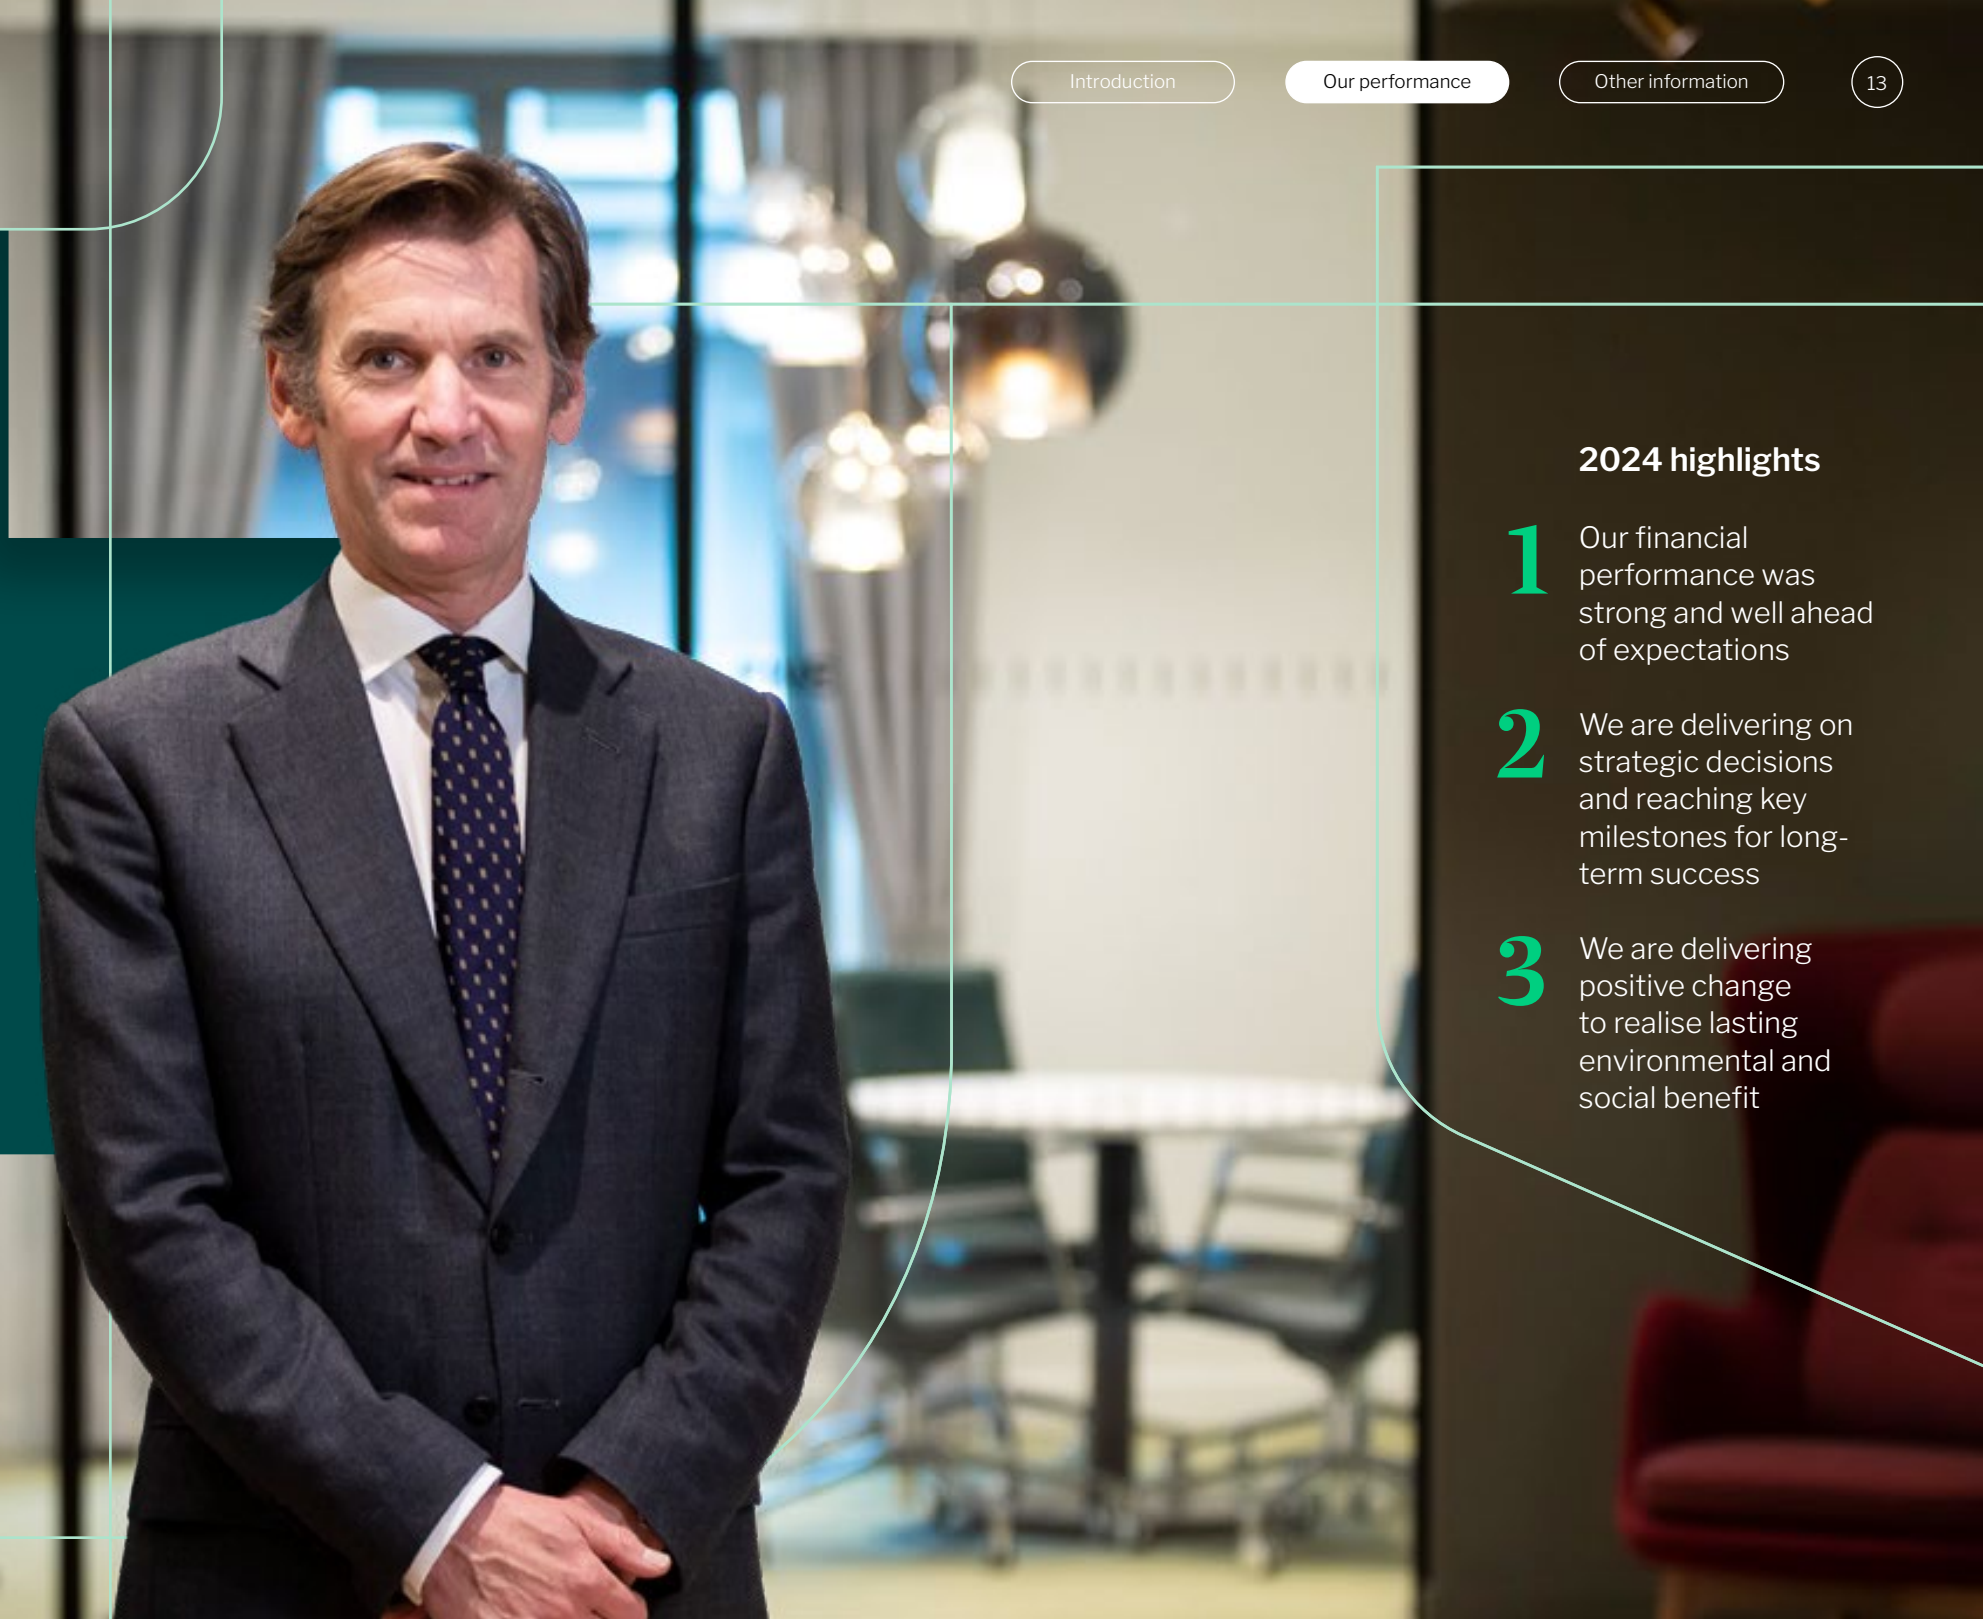 Introduction
Our performance
Other information
13
2024 highlights
1
Our financial
performance was
strong and well ahead
of expectations
2
We are delivering on
strategic decisions
and reaching key
milestones for long-
term success
3
We are delivering
positive change
to realise lasting
environmental and
social benefit